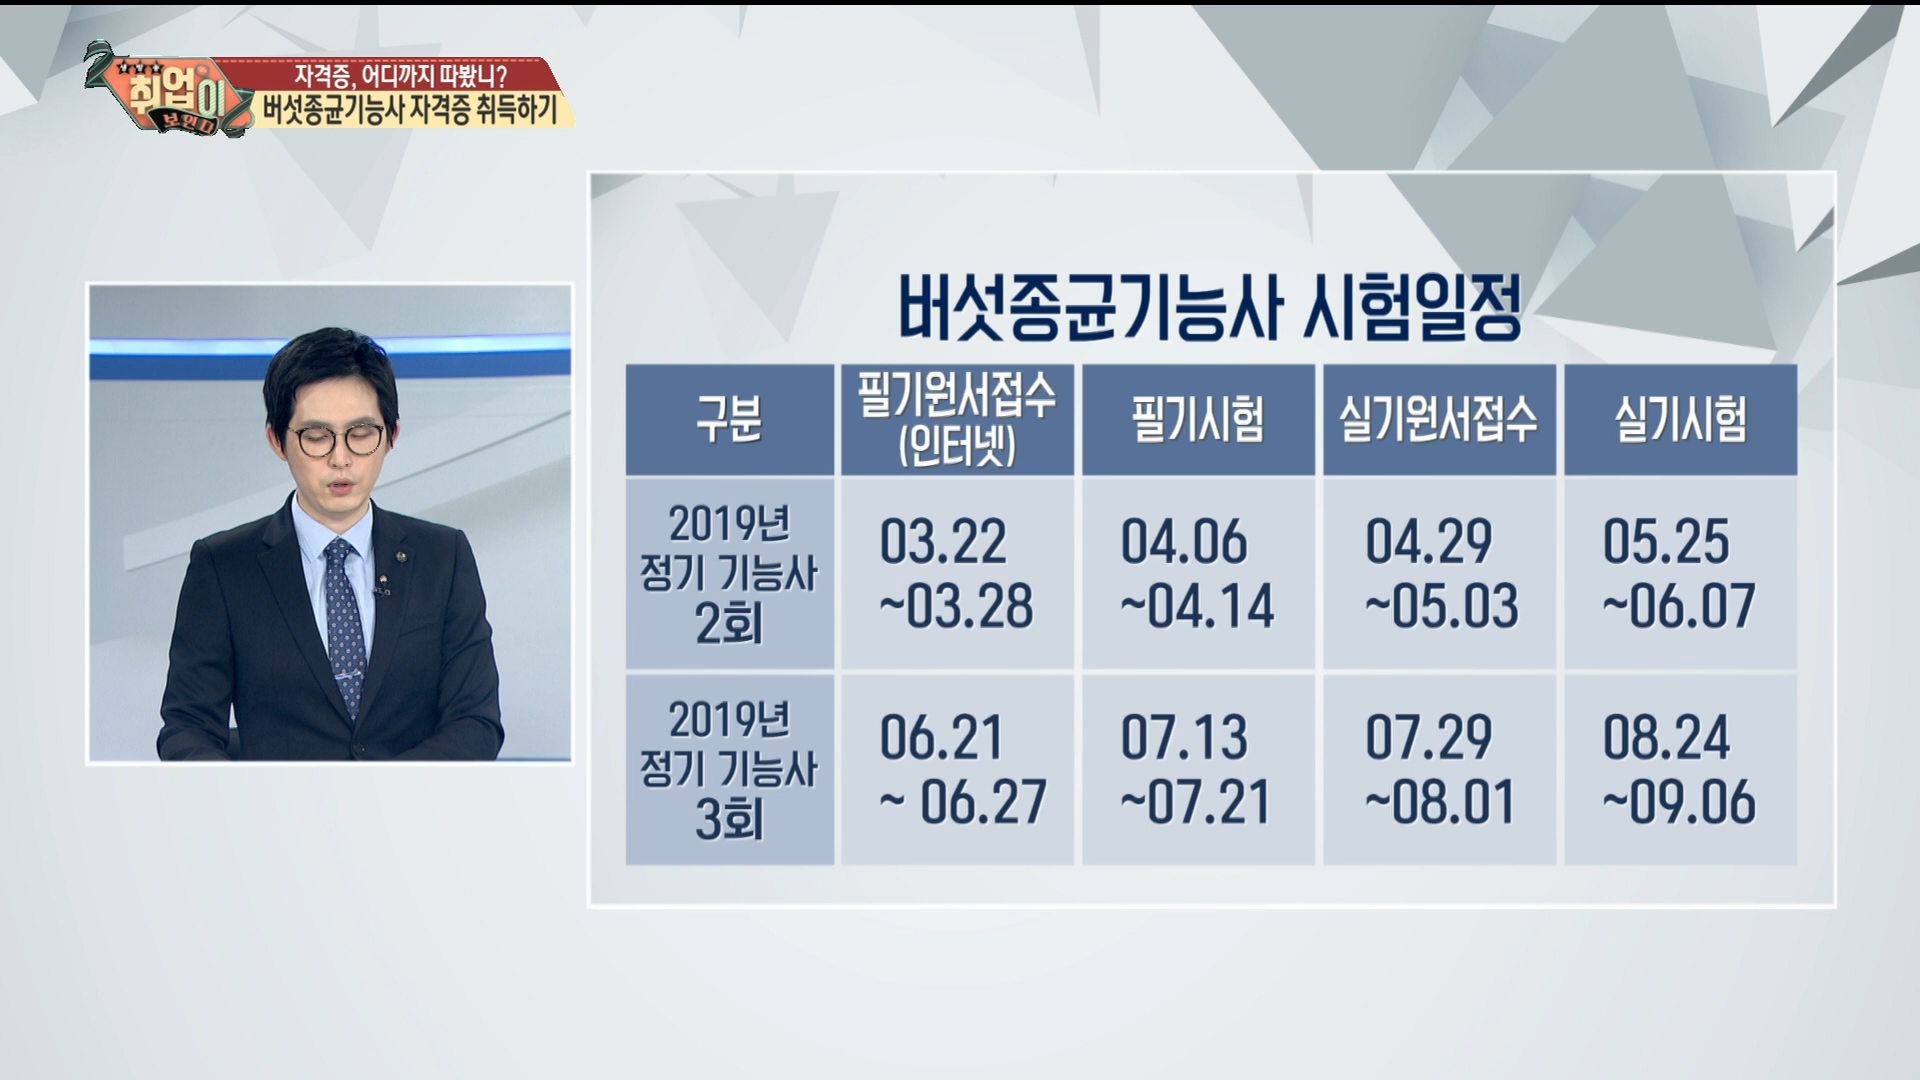 취업이
보인다
자격증, 어디까지 따봤니?
버섯종균기능사 자격증 취득하기
버섯종균기능사 시험일정
구분
필기원서접수
(인터넷)
필기시험
실기원서접수
실기시험
2019년
정기 기능사
2회
03.22
~03.28
04.06
~04.14
04.29
~05.03
05.25
~06.07
2019년
정기 기능사
3회
06.21
~ 06.27
07.13
~07.21
07.29
~08.01
08.24
~09.06